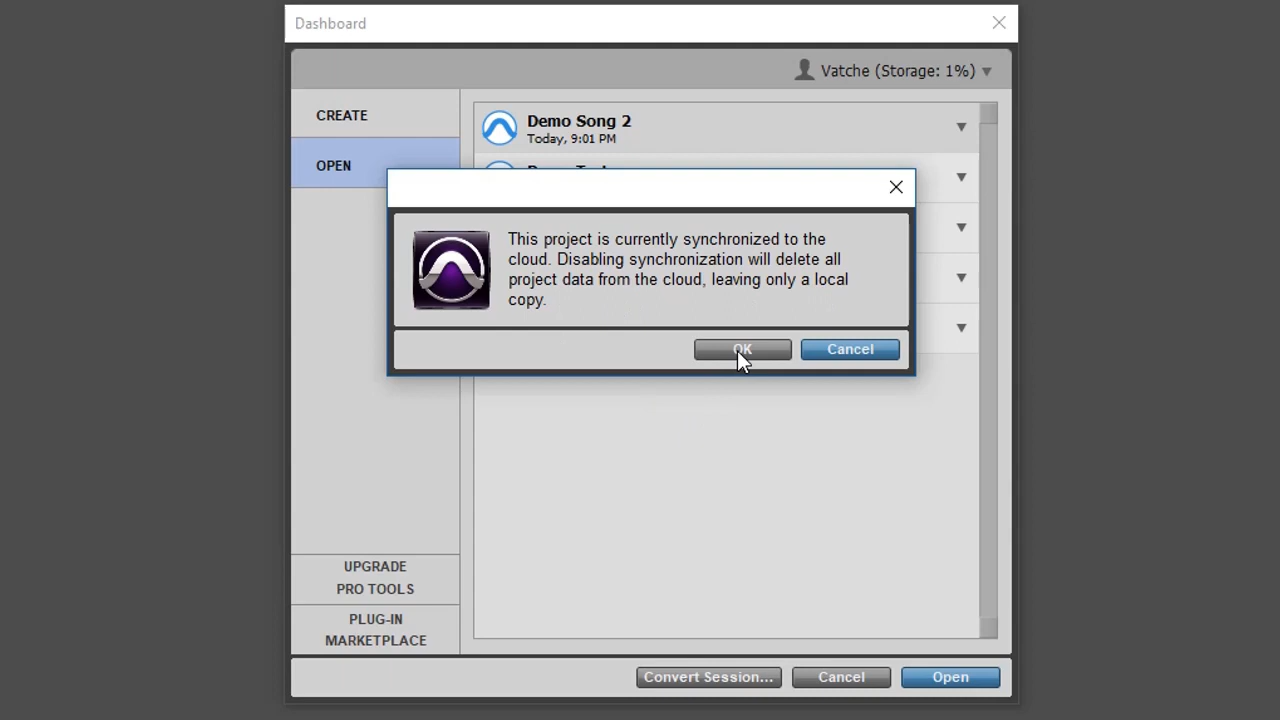 Dashboard
Vatche (Storage: 1%)
CREATE
OPEN
Demo Song 2
Today, 9:01 PM
This project is currently synchronized to the
cloud. Disabling synchronization will delete all
project data from the cloud, leaving only a local
copy.
OK
Cancel
UPGRADE
PRO TOOLS
PLUG-IN
MARKETPLACE
Convert Session...
Cancel
Open